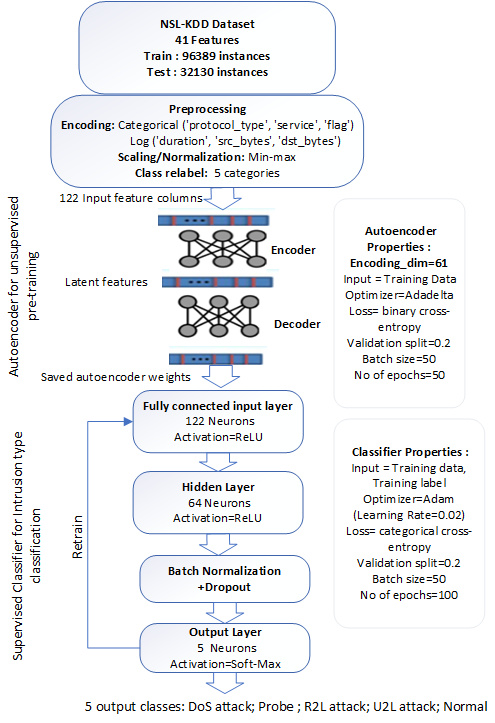 NSL-KDD Dataset
41 Features
Train : 96389 instances
Test : 32130 instances
Preprocessing
Encoding: Categorical ('protocol_type', 'service', 'flag')
Log ('duration', 'src_bytes', 'dst_bytes')
Scaling/Normalization: Min-max
Class relabel: 5 categories
122 Input feature columns
Autoencoder for unsupervised
pre-training
Encoder
Latent features
Decoder
Saved autoencoder weights
Autoencoder
Properties :
Encoding_dim=61
Input = Training Data
Optimizer=Adadelta
Loss= binary cross-
entropy
Validation split=0.2
Batch size=50
No of epochs=50
Supervised Classifier for Intrusion type
classification
Retrain
Fully connected input layer
122 Neurons
Activation=ReLU
Hidden Layer
64 Neurons
Activation=ReLU
Batch Normalization
+Dropout
Output Layer
5 Neurons
Activation=Soft-Max
Classifier Properties :
Input = Training data,
Training label
Optimizer=Adam
(Learning Rate=0.02)
Loss= categorical cross-
entropy
Validation split=0.2
Batch size=50
No of epochs=100
5 output classes: DoS attack; Probe ; R2L attack; U2L attack; Normal